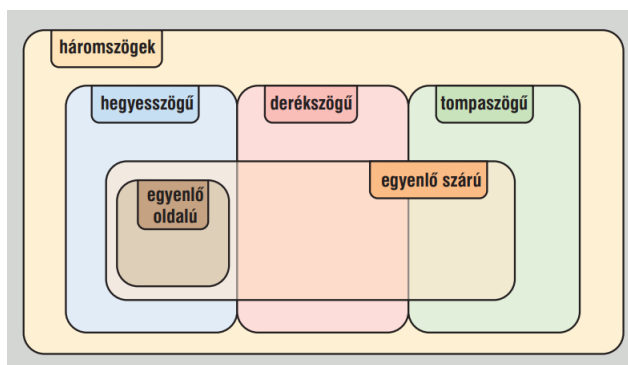 háromszögek
hegyesszögű
derékszögű
tompaszögű
egyenlő szárú
egyenlő
oldalú